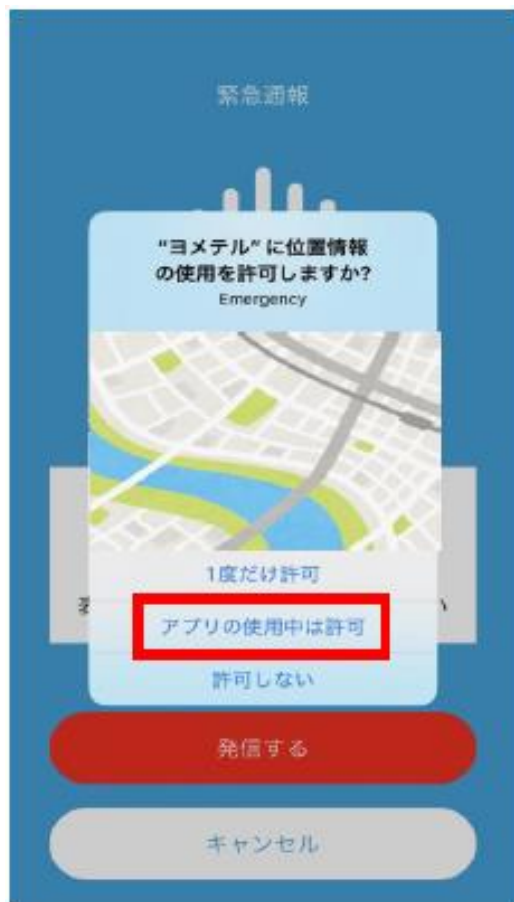 緊急通報
“ヨメテル” に位置情報
の使用を許可しますか?
Emergency
1度だけ許可
アプリの使用中は許可
許可しない
発信する
キャンセル